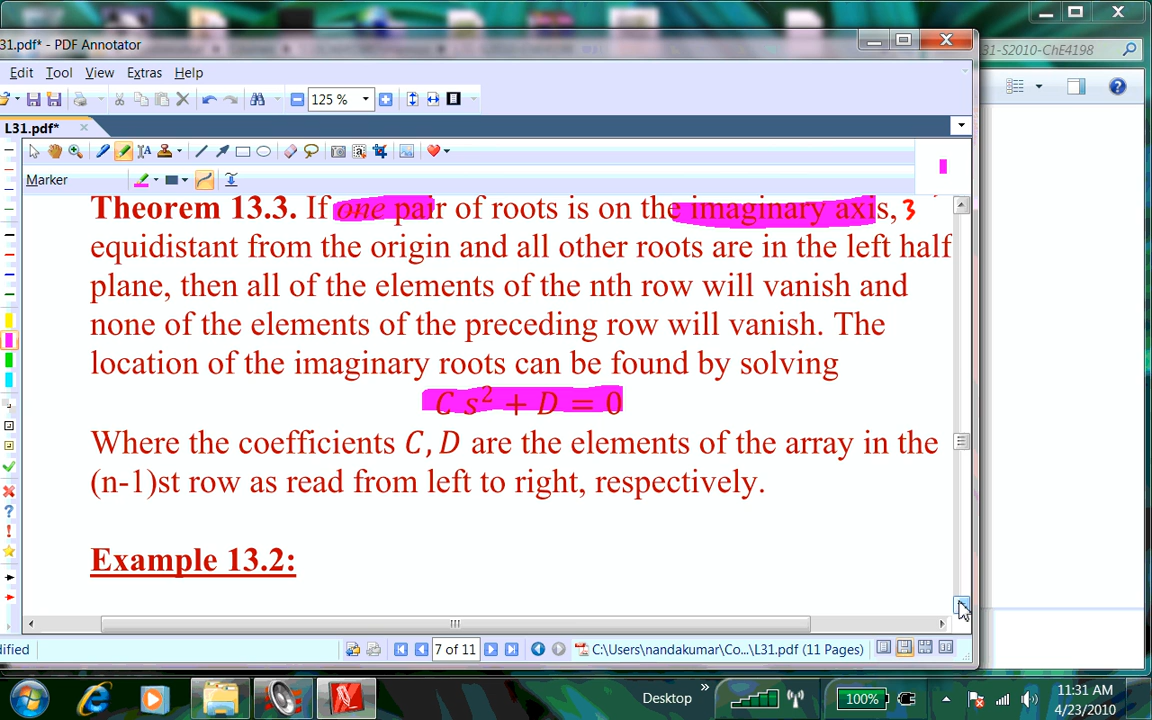 31-S2010-ChE4198
L31.pdf* - PDF Annotator
Edit Tool View Extras Help
125 %
L31.pdf*
Marker
Theorem 13.3. If one pair of roots is on the imaginary axis, 3
equidistant from the origin and all other roots are in the left half
plane, then all of the elements of the nth row will vanish and
none of the elements of the preceding row will vanish. The
location of the imaginary roots can be found by solving
C s² + D = 0
Where the coefficients C, D are the elements of the array in the
(n-1)st row as read from left to right, respectively.
Example 13.2:
dified 7 of 11 C:\Users\nandakumar\Co...\L31.pdf (11 Pages)
Desktop » 100% 11:31 AM
4/23/2010